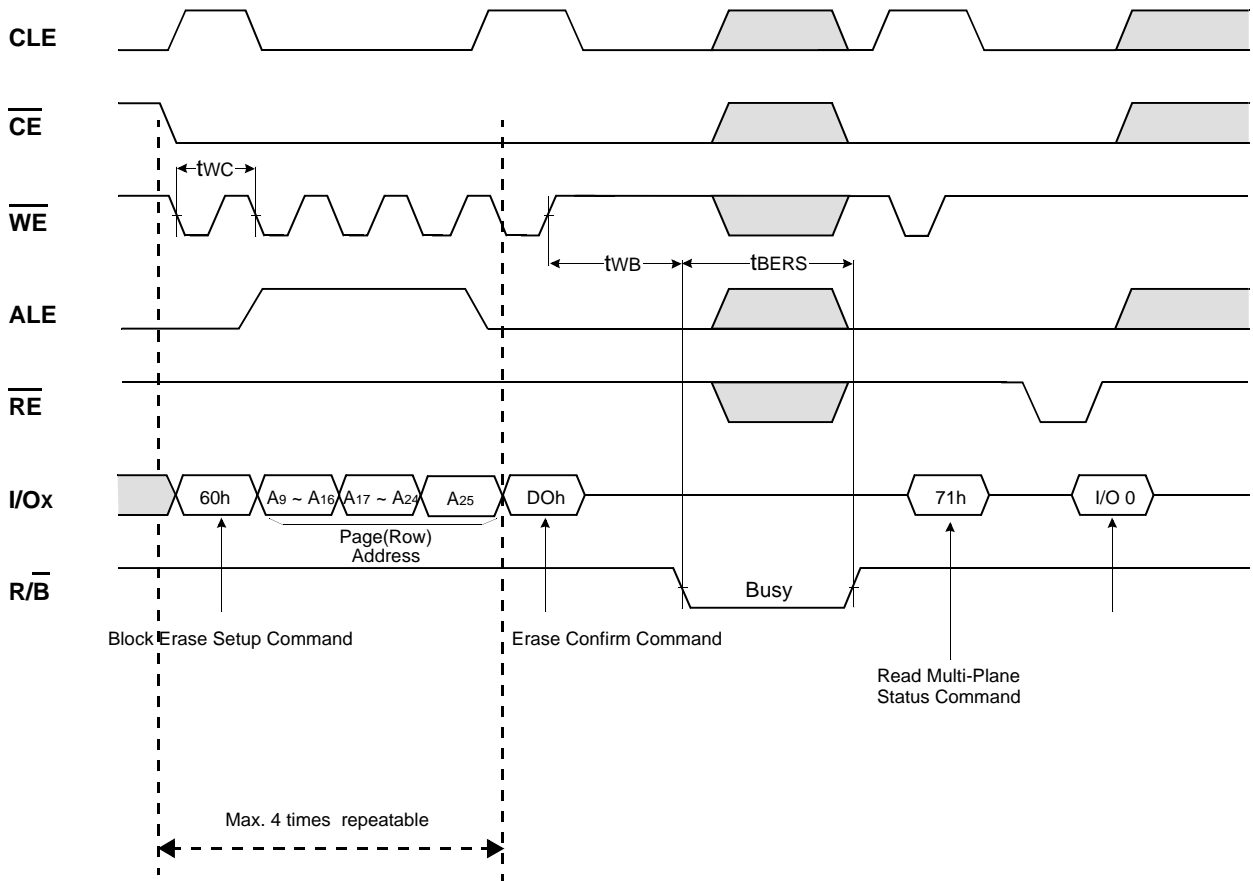 CLE
CE
tWC
WE
tWB
tBERS
ALE
RE
I/Ox
60h
A9 ~ A16
A17 ~ A24
A25
DOh
71h
I/O 0
Page(Row)
Address
R/B
Busy
Block Erase Setup Command
Erase Confirm Command
Read Multi-Plane
Status Command
Max. 4 times repeatable